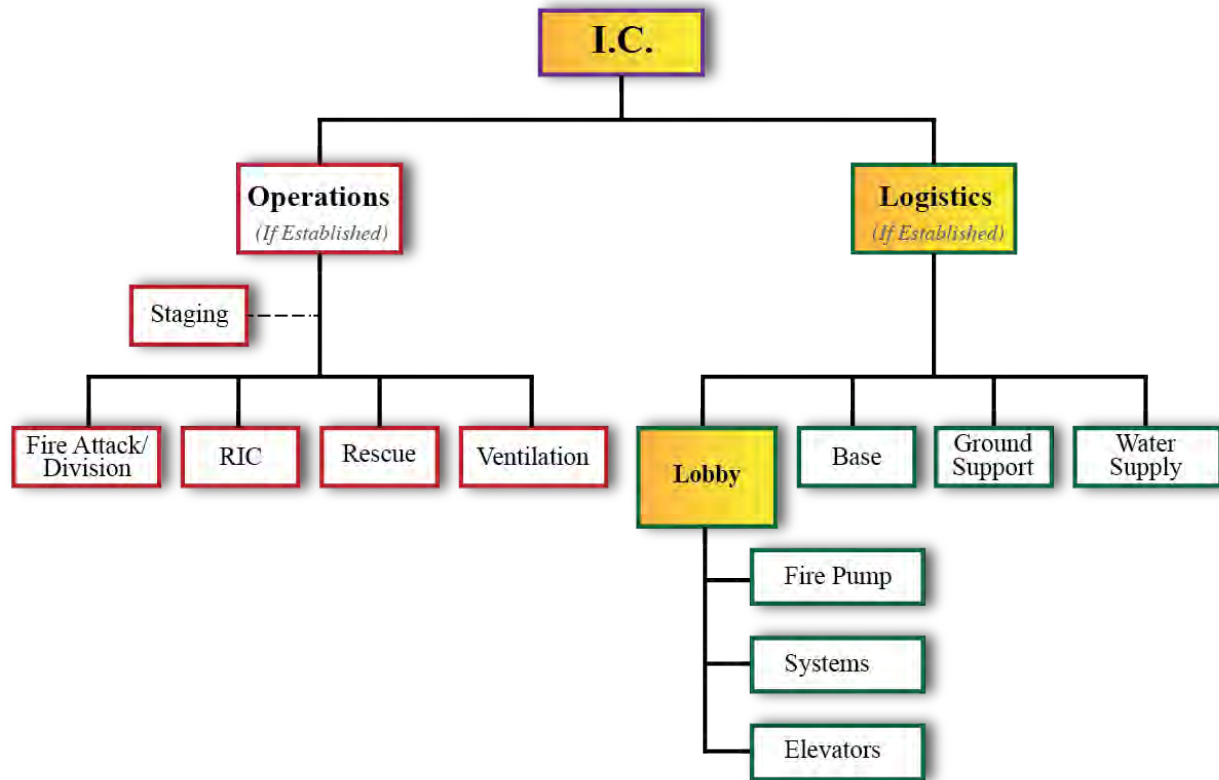 I.C.
Operations
(If Established)
Logistics
(If Established)
Staging
Fire Attack/
Division
RIC
Rescue
Ventilation
Lobby
Base
Ground
Support
Water
Supply
Fire Pump
Systems
Elevators